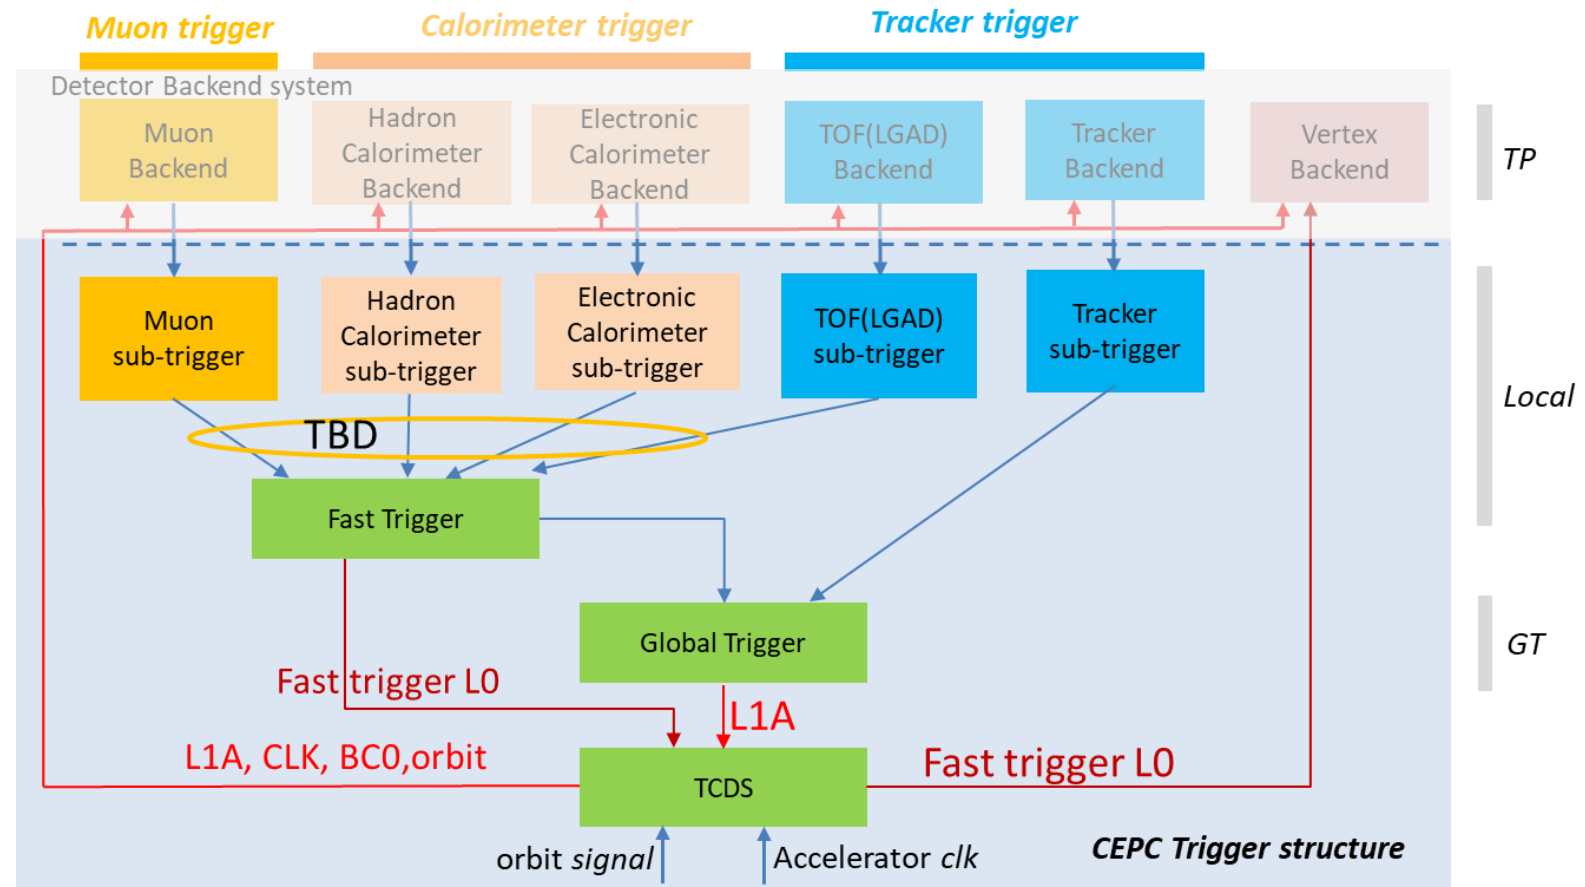 Muon trigger
Calorimeter trigger
Tracker trigger
Detector Backend system
Muon
Backend
Hadron
Calorimeter
Backend
Electronic
Calorimeter
Backend
TOF(LGAD)
Backend
Tracker
Backend
Vertex
Backend
TP
Muon
sub-trigger
Hadron
Calorimeter
sub-trigger
Electronic
Calorimeter
sub-trigger
TOF(LGAD)
sub-trigger
Tracker
sub-trigger
Local
TBD
Fast Trigger
Global Trigger
GT
Fast trigger L0
L1A
L1A, CLK, BC0,orbit
TCDS
Fast trigger L0
orbit signal
Accelerator clk
CEPC Trigger structure